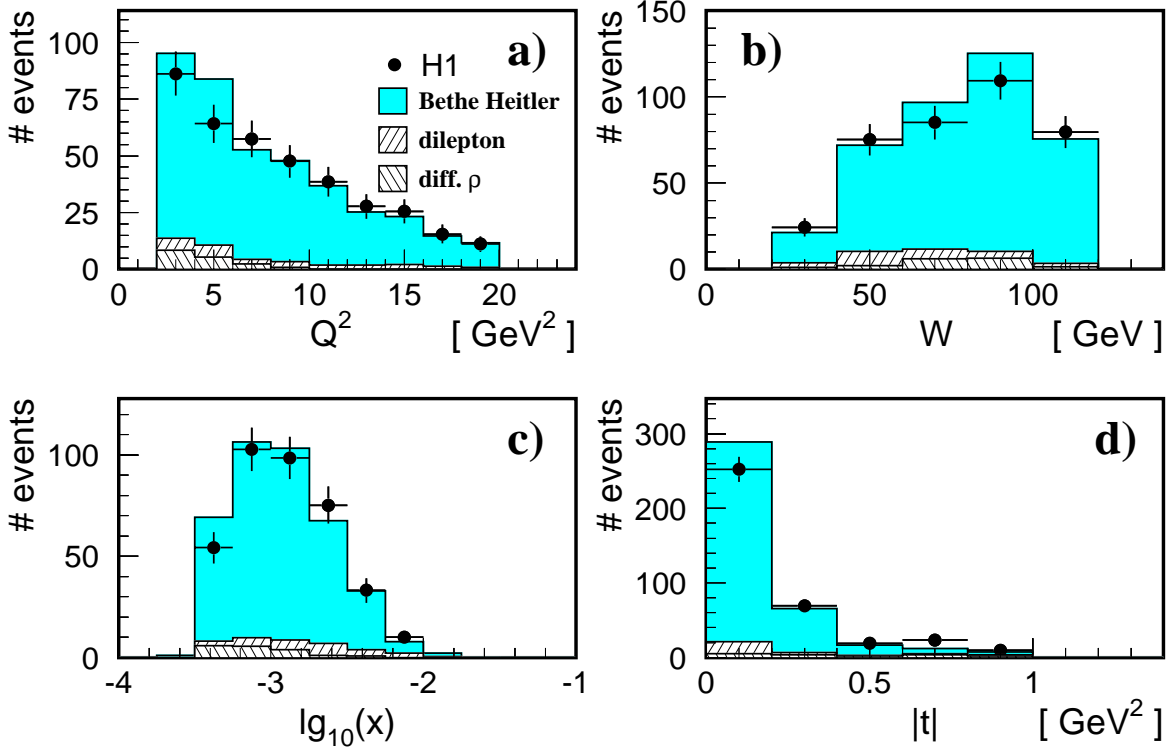 # events
100
75
50
25
0
a)
H1
Bethe Heitler
dilepton
diff. ρ
0 5 10 15 20
Q² [ GeV² ]
# events
150
100
50
0
b)
0 50 100
W [ GeV ]
# events
100
50
0
c)
-4 -3 -2 -1
lg₁₀(x)
# events
300
200
100
0
d)
0 0.5 1
|t| [ GeV² ]